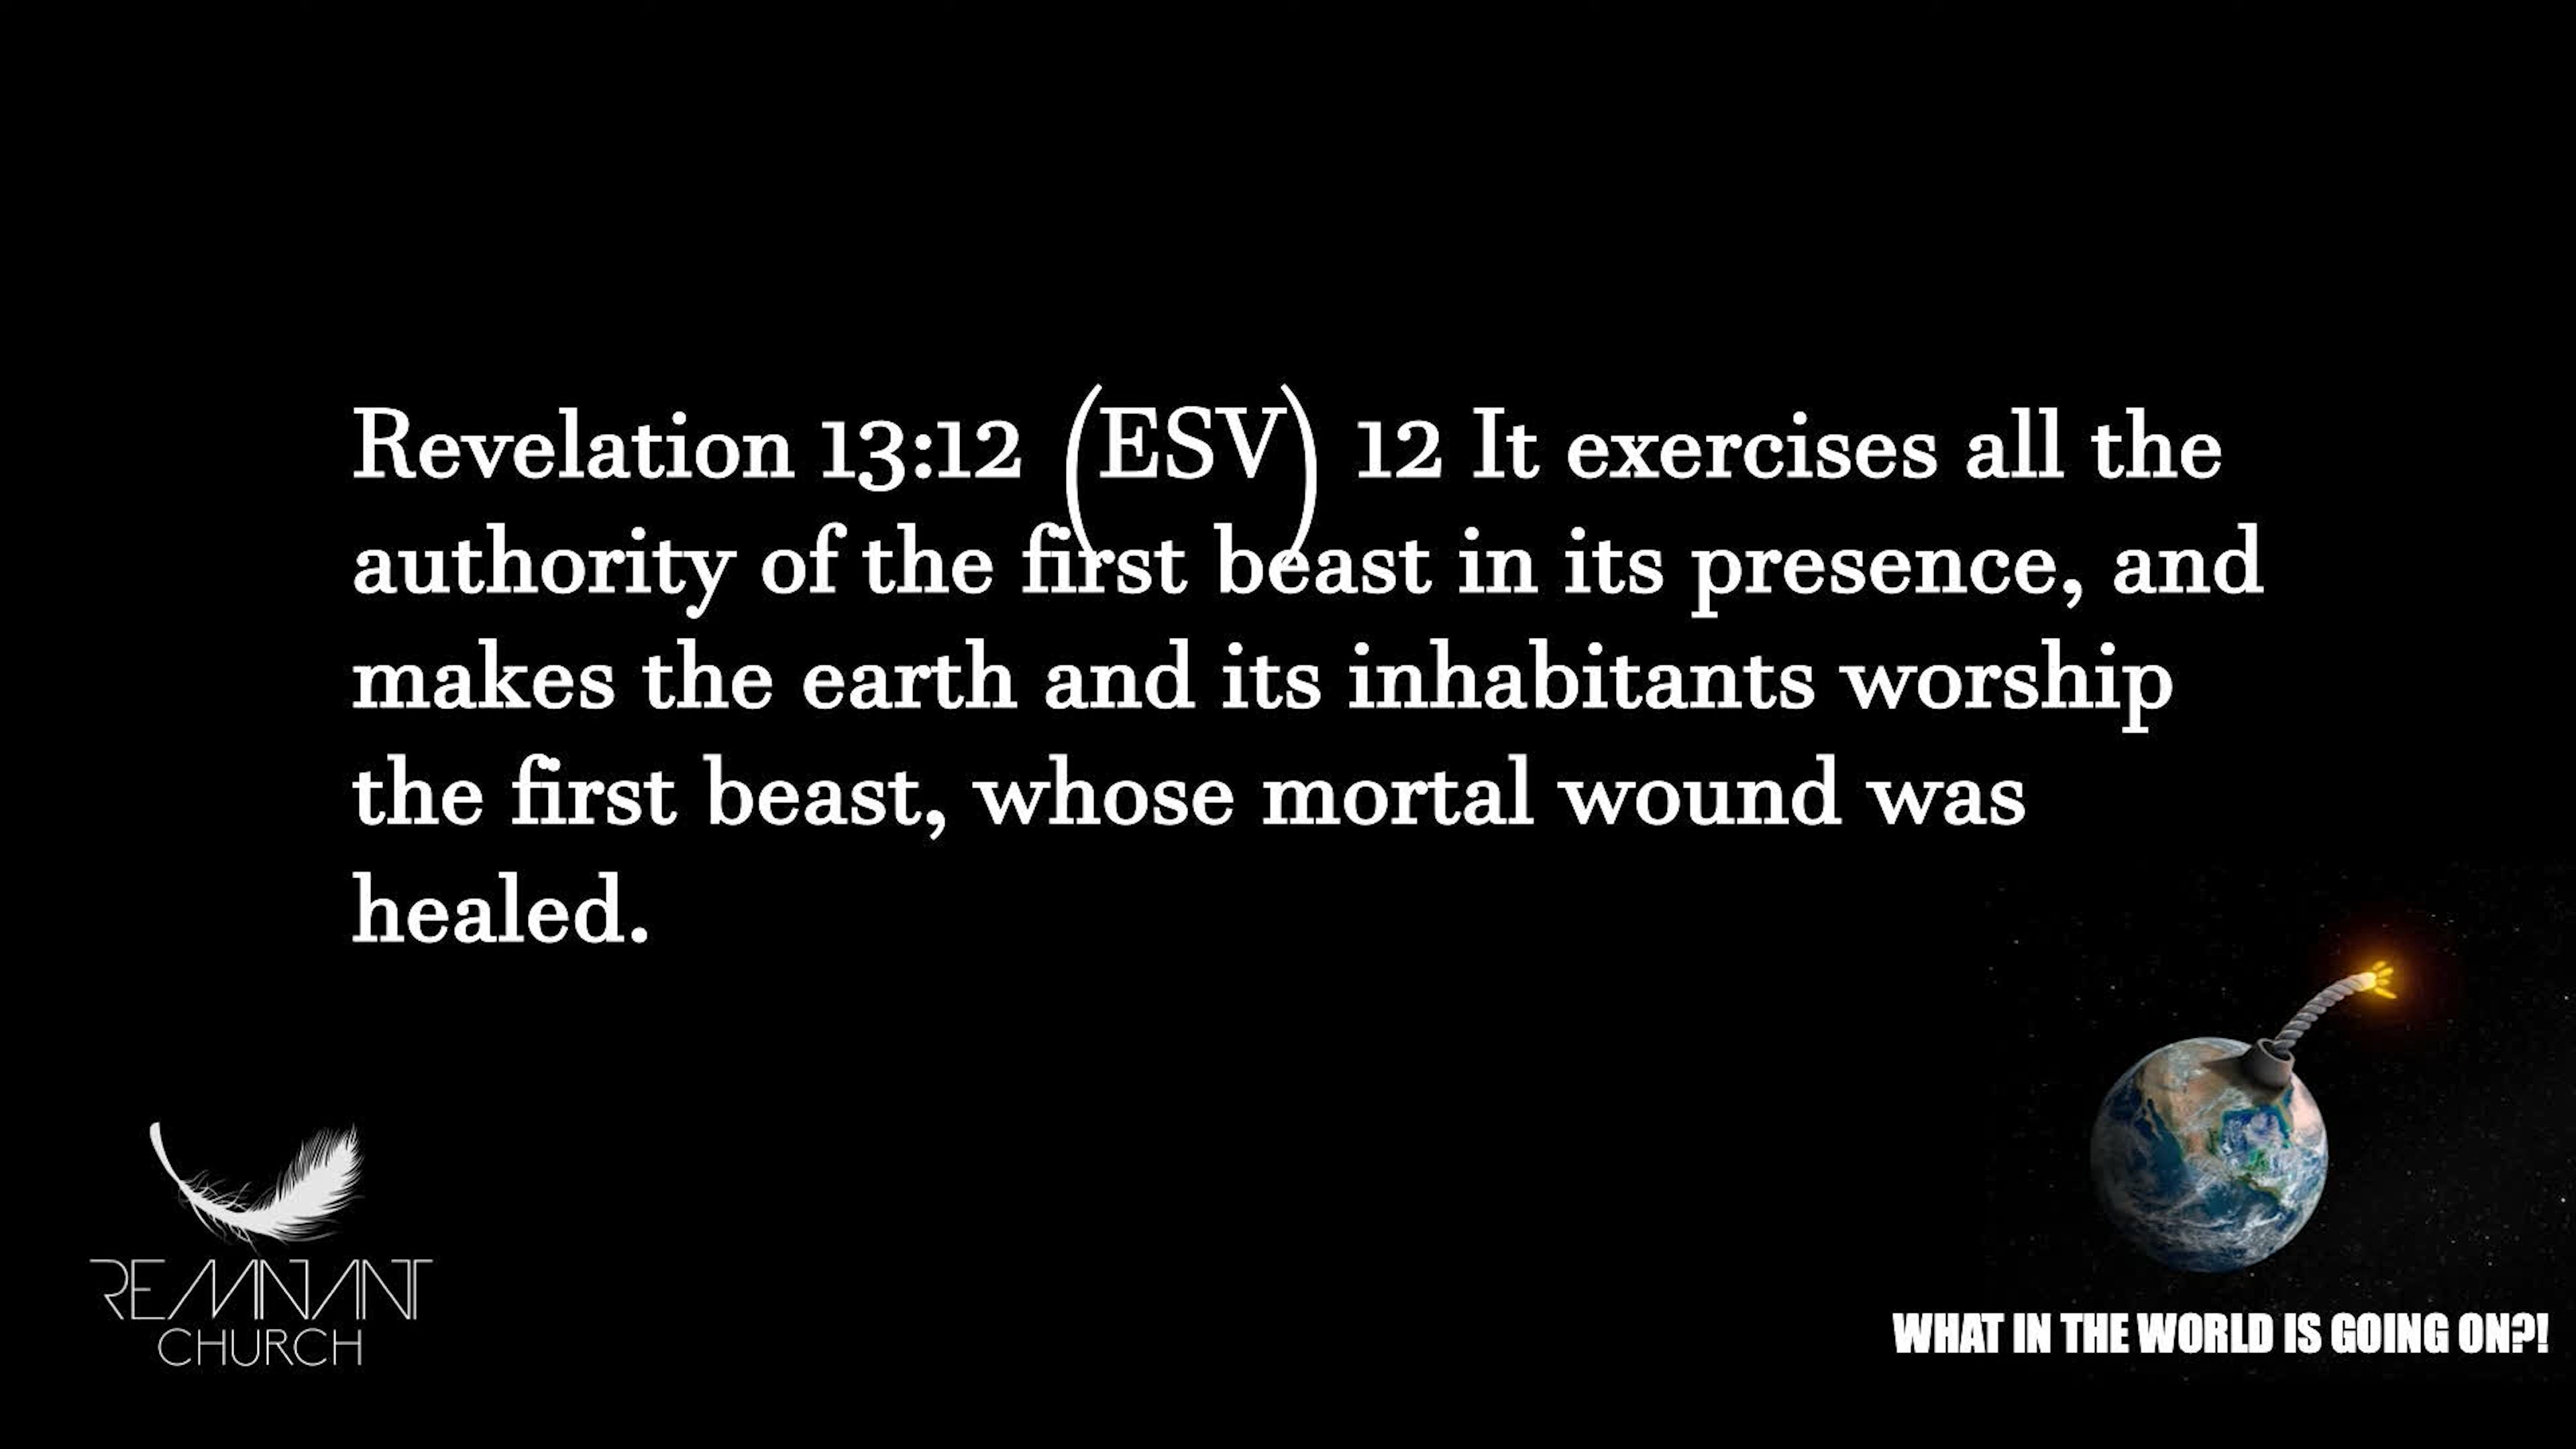 Revelation 13:12 (ESV) 12 It exercises all the
authority of the first beast in its presence, and
makes the earth and its inhabitants worship
the first beast, whose mortal wound was
healed.
REMNANT
CHURCH
WHAT IN THE WORLD IS GOING ON?!